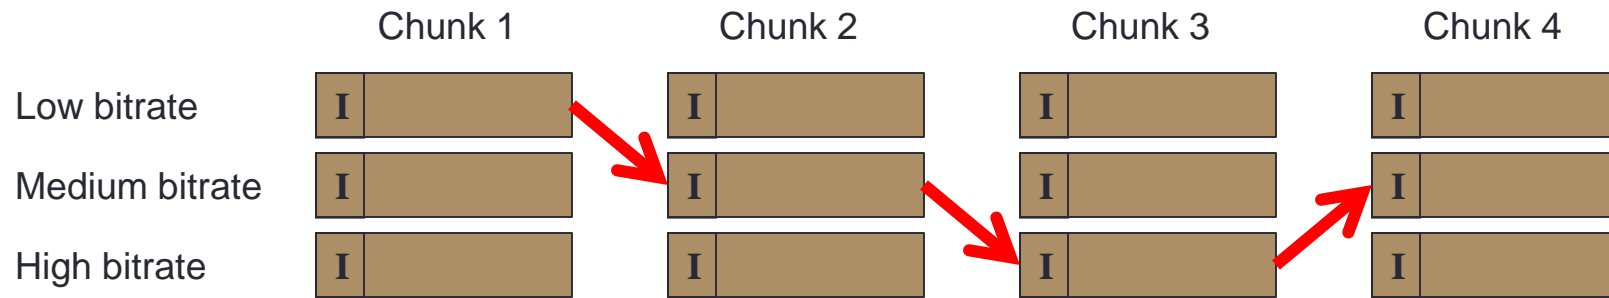 Chunk 1 Chunk 2 Chunk 3 Chunk 4
Low bitrate I I I I
Medium bitrate I I I I
High bitrate I I I I